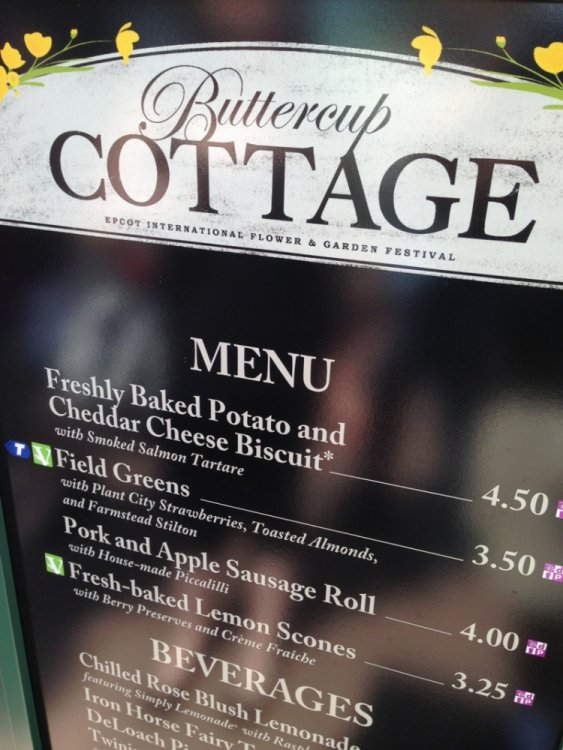 Buttercup
COTTAGE
EPCOT INTERNATIONAL FLOWER & GARDEN FESTIVAL
MENU
Freshly Baked Potato and
Cheddar Cheese Biscuit* 4.50
with Smoked Salmon Tartare
T V Field Greens 3.50
with Plant City Strawberries, Toasted Almonds,
and Farmstead Stilton
Pork and Apple Sausage Roll 4.00
with House-made Piccalilli
V Fresh-baked Lemon Scones 3.25
with Berry Preserves and Crème Fraiche
BEVERAGES
Chilled Rose Blush Lemonade
featuring Simply Lemonade® with
Iron Horse Fairy
DeLoach